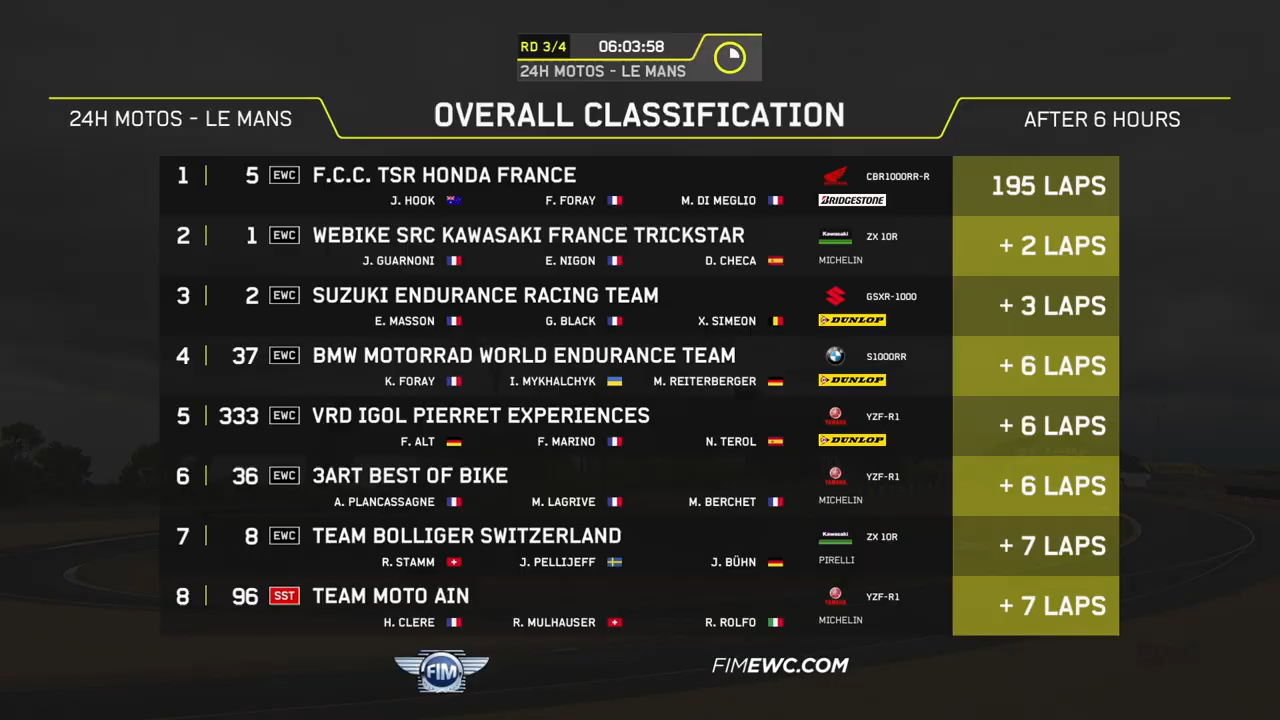 RD 3/4 06:03:58
24H MOTOS - LE MANS
24H MOTOS - LE MANS OVERALL CLASSIFICATION AFTER 6 HOURS
1 5 EWC F.C.C. TSR HONDA FRANCE CBR1000RR-R 195 LAPS
J. HOOK F. FORAY M. DI MEGLIO BRIDGESTONE
2 1 EWC WEBIKE SRC KAWASAKI FRANCE TRICKSTAR Kawasaki ZX 10R + 2 LAPS
J. GUARNONI E. NIGON D. CHECA MICHELIN
3 2 EWC SUZUKI ENDURANCE RACING TEAM GSXR-1000 + 3 LAPS
E. MASSON G. BLACK X. SIMEON DUNLOP
4 37 EWC BMW MOTORRAD WORLD ENDURANCE TEAM S1000RR + 6 LAPS
K. FORAY I. MYKHALCHYK M. REITERBERGER DUNLOP
5 333 EWC VRD IGOL PIERRET EXPERIENCES YAMAHA YZF-R1 + 6 LAPS
F. ALT F. MARINO N. TEROL DUNLOP
6 36 EWC 3ART BEST OF BIKE YAMAHA YZF-R1 + 6 LAPS
A. PLANCASSAGNE M. LAGRIVE M. BERCHET MICHELIN
7 8 EWC TEAM BOLLIGER SWITZERLAND Kawasaki ZX 10R + 7 LAPS
R. STAMM J. PELLIJEFF J. BÜHN PIRELLI
8 96 SST TEAM MOTO AIN YAMAHA YZF-R1 + 7 LAPS
H. CLERE R. MULHAUSER R. ROLFO MICHELIN
FIM FIMEWC.COM